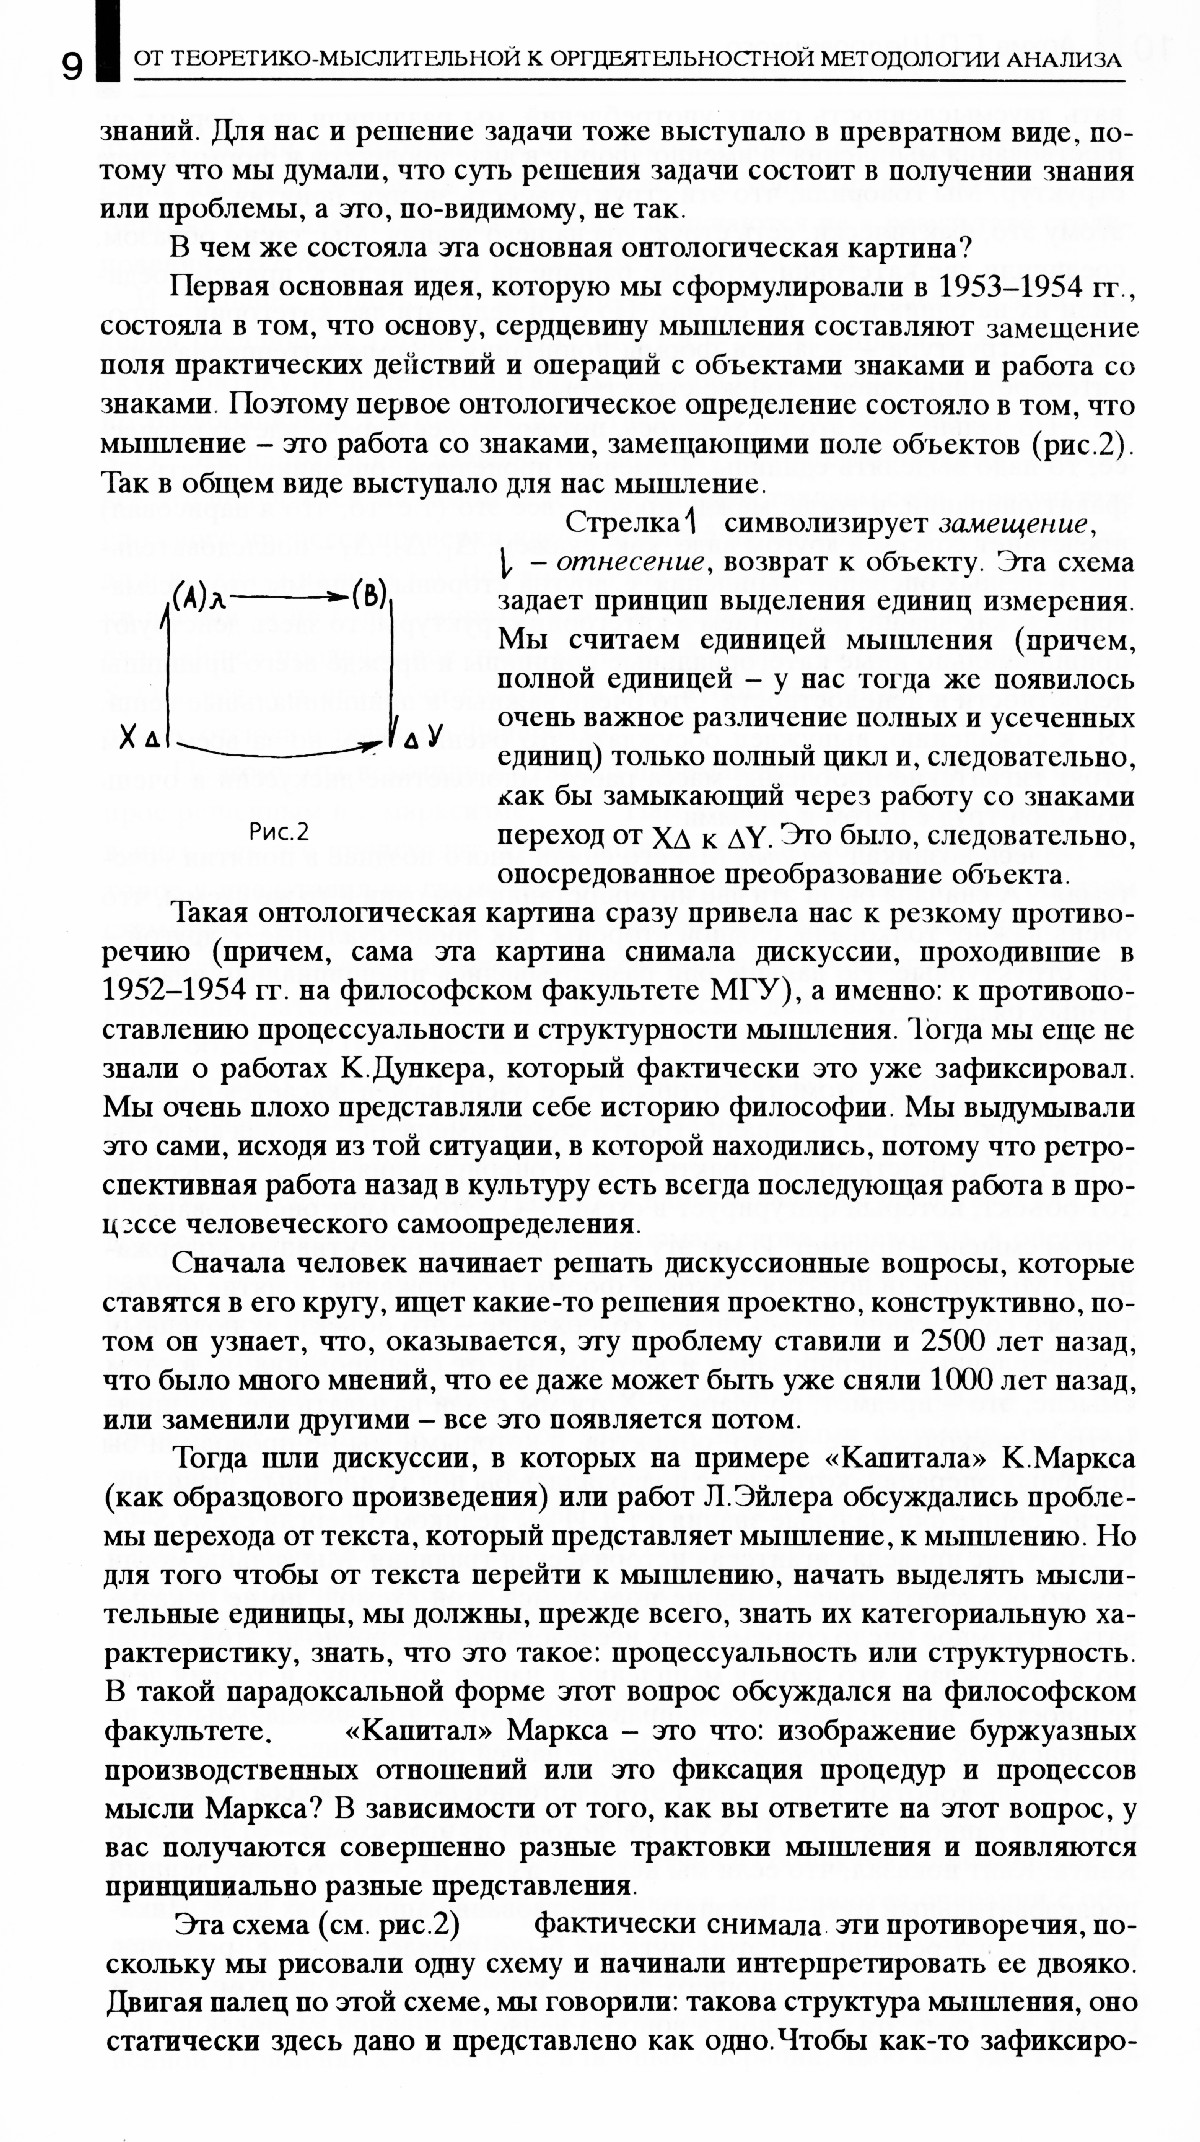 9 ОТ ТЕОРЕТИКО-МЫСЛИТЕЛЬНОЙ К ОРГДЕЯТЕЛЬНОСТНОЙ МЕТОДОЛОГИИ АНАЛИЗА
знаний. Для нас и решение задачи тоже выступало в превратном виде, по-
тому что мы думали, что суть решения задачи состоит в получении знания
или проблемы, а это, по-видимому, не так.
В чем же состояла эта основная онтологическая картина?
Первая основная идея, которую мы сформулировали в 1953–1954 гг.,
состояла в том, что основу, сердцевину мышления составляют замещение
поля практических действий и операций с объектами знаками и работа со
знаками. Поэтому первое онтологическое определение состояло в том, что
мышление – это работа со знаками, замещающими поле объектов (рис.2).
Так в общем виде выступало для нас мышление.
(А)λ (В)
Х Δ Δ У
Рис.2
Стрелка ↿ символизирует замещение,
⇂ – отнесение, возврат к объекту. Эта схема
задает принцип выделения единиц измерения.
Мы считаем единицей мышления (причем,
полной единицей – у нас тогда же появилось
очень важное различение полных и усеченных
единиц) только полный цикл и, следовательно,
как бы замыкающий через работу со знаками
переход от XΔ к ΔY. Это было, следовательно,
опосредованное преобразование объекта.
Такая онтологическая картина сразу привела нас к резкому противо-
речию (причем, сама эта картина снимала дискуссии, проходившие в
1952–1954 гг. на философском факультете МГУ), а именно: к противопо-
ставлению процессуальности и структурности мышления. Тогда мы еще не
знали о работах К.Дункера, который фактически это уже зафиксировал.
Мы очень плохо представляли себе историю философии. Мы выдумывали
это сами, исходя из той ситуации, в которой находились, потому что ретро-
спективная работа назад в культуру есть всегда последующая работа в про-
цессе человеческого самоопределения.
Сначала человек начинает решать дискуссионные вопросы, которые
ставятся в его кругу, ищет какие-то решения проектно, конструктивно, по-
том он узнает, что, оказывается, эту проблему ставили и 2500 лет назад,
что было много мнений, что ее даже может быть уже сняли 1000 лет назад,
или заменили другими – все это появляется потом.
Тогда шли дискуссии, в которых на примере «Капитала» К.Маркса
(как образцового произведения) или работ Л.Эйлера обсуждались пробле-
мы перехода от текста, который представляет мышление, к мышлению. Но
для того чтобы от текста перейти к мышлению, начать выделять мысли-
тельные единицы, мы должны, прежде всего, знать их категориальную ха-
рактеристику, знать, что это такое: процессуальность или структурность.
В такой парадоксальной форме этот вопрос обсуждался на философском
факультете. «Капитал» Маркса – это что: изображение буржуазных
производственных отношений или это фиксация процедур и процессов
мысли Маркса? В зависимости от того, как вы ответите на этот вопрос, у
вас получаются совершенно разные трактовки мышления и появляются
принципиально разные представления.
Эта схема (см. рис.2) фактически снимала эти противоречия, по-
скольку мы рисовали одну схему и начинали интерпретировать ее двояко.
Двигая палец по этой схеме, мы говорили: такова структура мышления, оно
статически здесь дано и представлено как одно.Чтобы как-то зафиксиро-